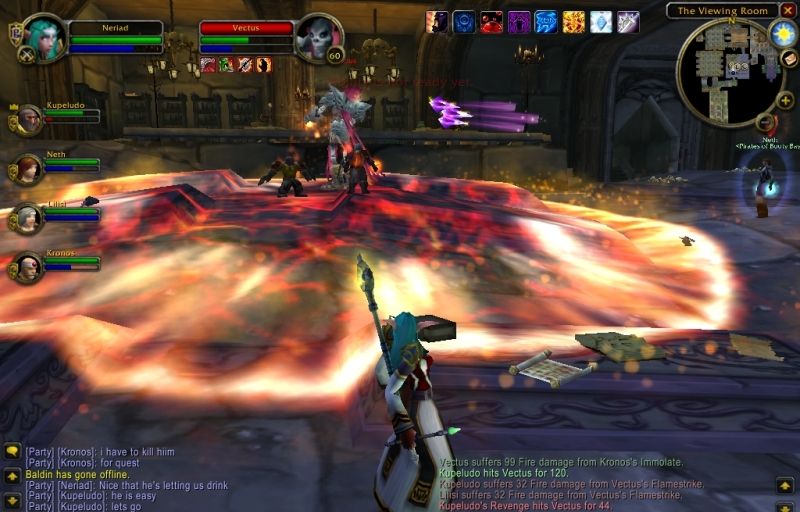 Neriad
Vectus
60
The Viewing Room
N
Kupeludo
Neth
Lilisi
Kronos
ready yet.
Neth
<Pirates of Booty Bay
[Party] [Kronos]: i have to kill hiim
[Party] [Kronos]: for quest
Baldin has gone offline.
[Party] [Neriad]: Nice that he's letting us drink
[Party] [Kupeludo]: he is easy
[Party] [Kupeludo]: lets go
Vectus suffers 99 Fire damage from Kronos's Immolate.
Kupeludo hits Vectus for 120.
Kupeludo suffers 32 Fire damage from Vectus's Flamestrike.
Lilisi suffers 32 Fire damage from Vectus's Flamestrike.
Kupeludo's Revenge hits Vectus for 44.